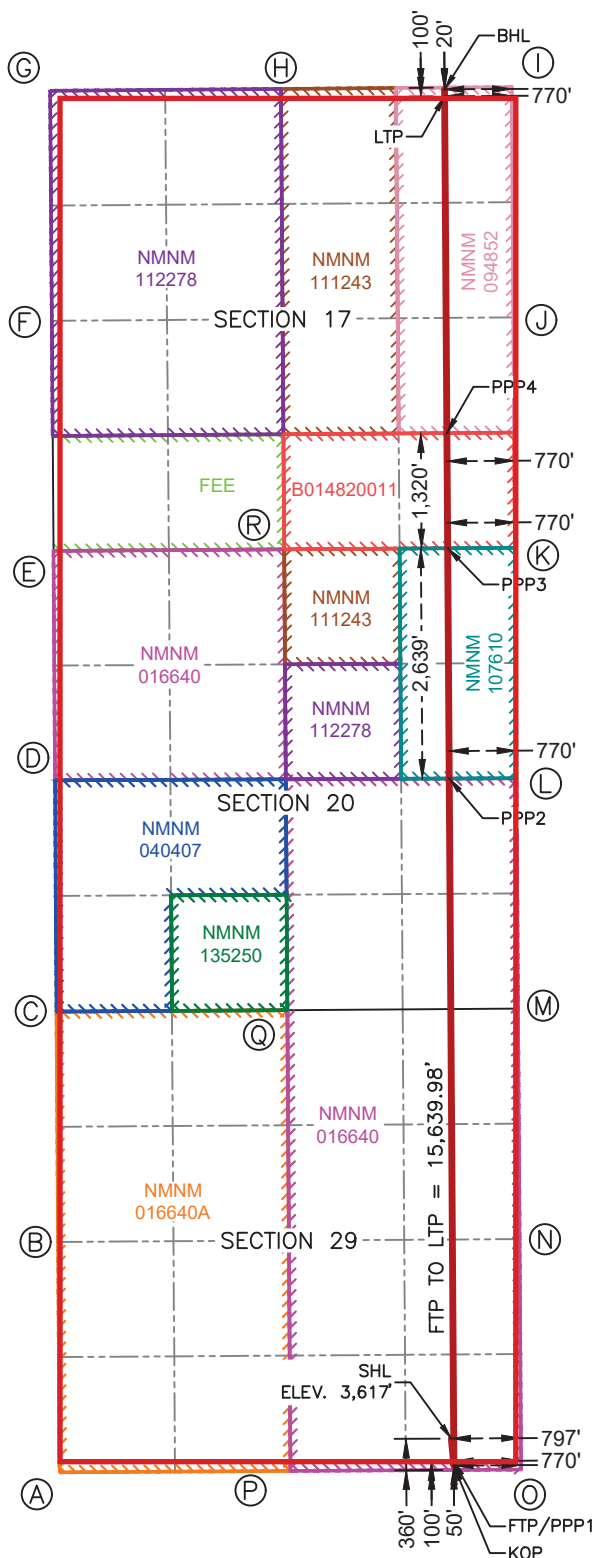 100'
20'
BHL
G
H
I
770'
LTP
NMNM
112278
NMNM
111243
NMNM
094852
F
SECTION 17
J
PPP4
770'
FEE
B014820011
1,320'
R
770'
E
K
PPP3
NMNM
111243
NMNM
016640
2,639'
NMNM
107610
NMNM
112278
770'
D
L
SECTION 20
PPP2
NMNM
040407
NMNM
135250
C
Q
M
FTP TO LTP = 15,639.98'
NMNM
016640
NMNM
016640A
B
SECTION 29
N
SHL
ELEV. 3,617'
797'
770'
A
P
O
360'
100'
50'
FTP/PPP1
KOP